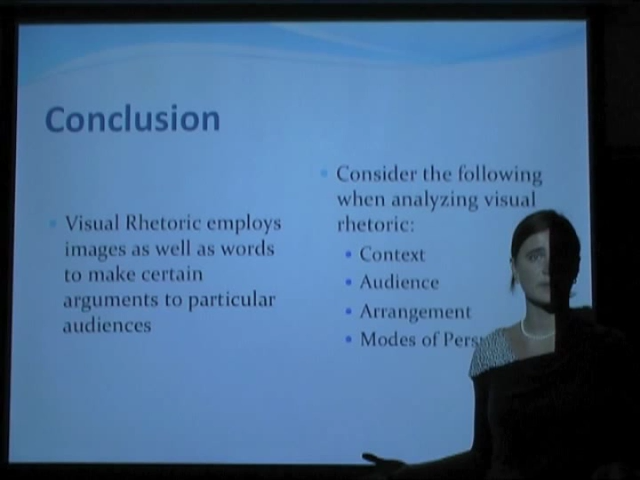 Conclusion
Visual Rhetoric employs
images as well as words
to make certain
arguments to particular
audiences
Consider the following
when analyzing visual
rhetoric:
Context
Audience
Arrangement
Modes of